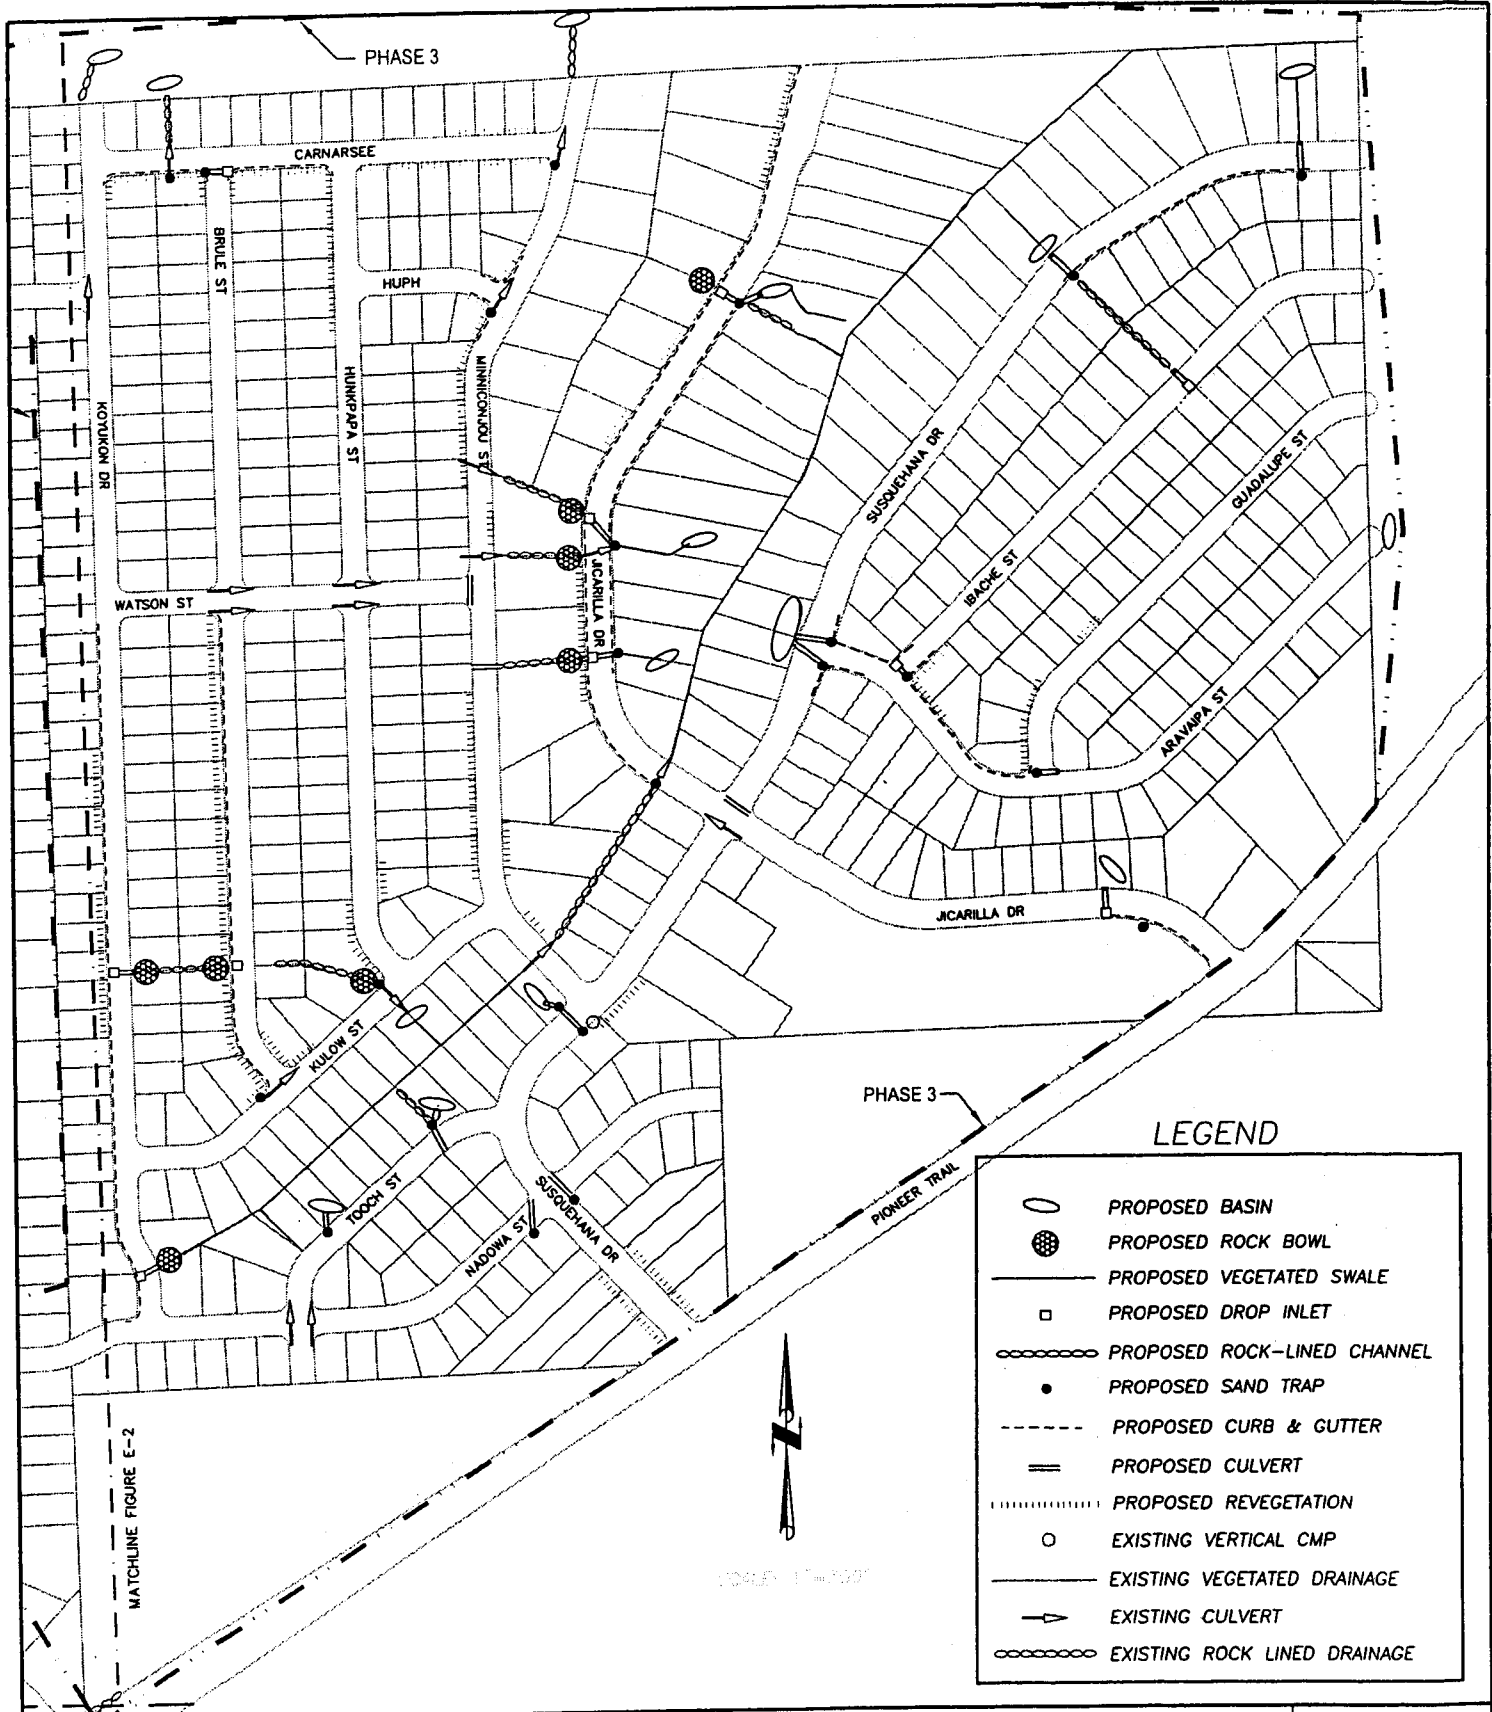 PHASE 3
CARNARSEE
BRULE ST
HUPH
HUNKPAPA ST
MINNICONJOU ST
KOYUKON DR
SUSQUEHANA DR
GUADALUPE ST
IBACHE ST
WATSON ST
JICARILLA DR
ARAVAIPA ST
JICARILLA DR
KULOW ST
PHASE 3
TOOCH ST
NADOWA ST
SUSQUEHANA DR
PIONEER TRAIL
MATCHLINE FIGURE E-2
LEGEND
PROPOSED BASIN
PROPOSED ROCK BOWL
PROPOSED VEGETATED SWALE
PROPOSED DROP INLET
PROPOSED ROCK-LINED CHANNEL
PROPOSED SAND TRAP
PROPOSED CURB & GUTTER
PROPOSED CULVERT
PROPOSED REVEGETATION
EXISTING VERTICAL CMP
EXISTING VEGETATED DRAINAGE
EXISTING CULVERT
EXISTING ROCK LINED DRAINAGE